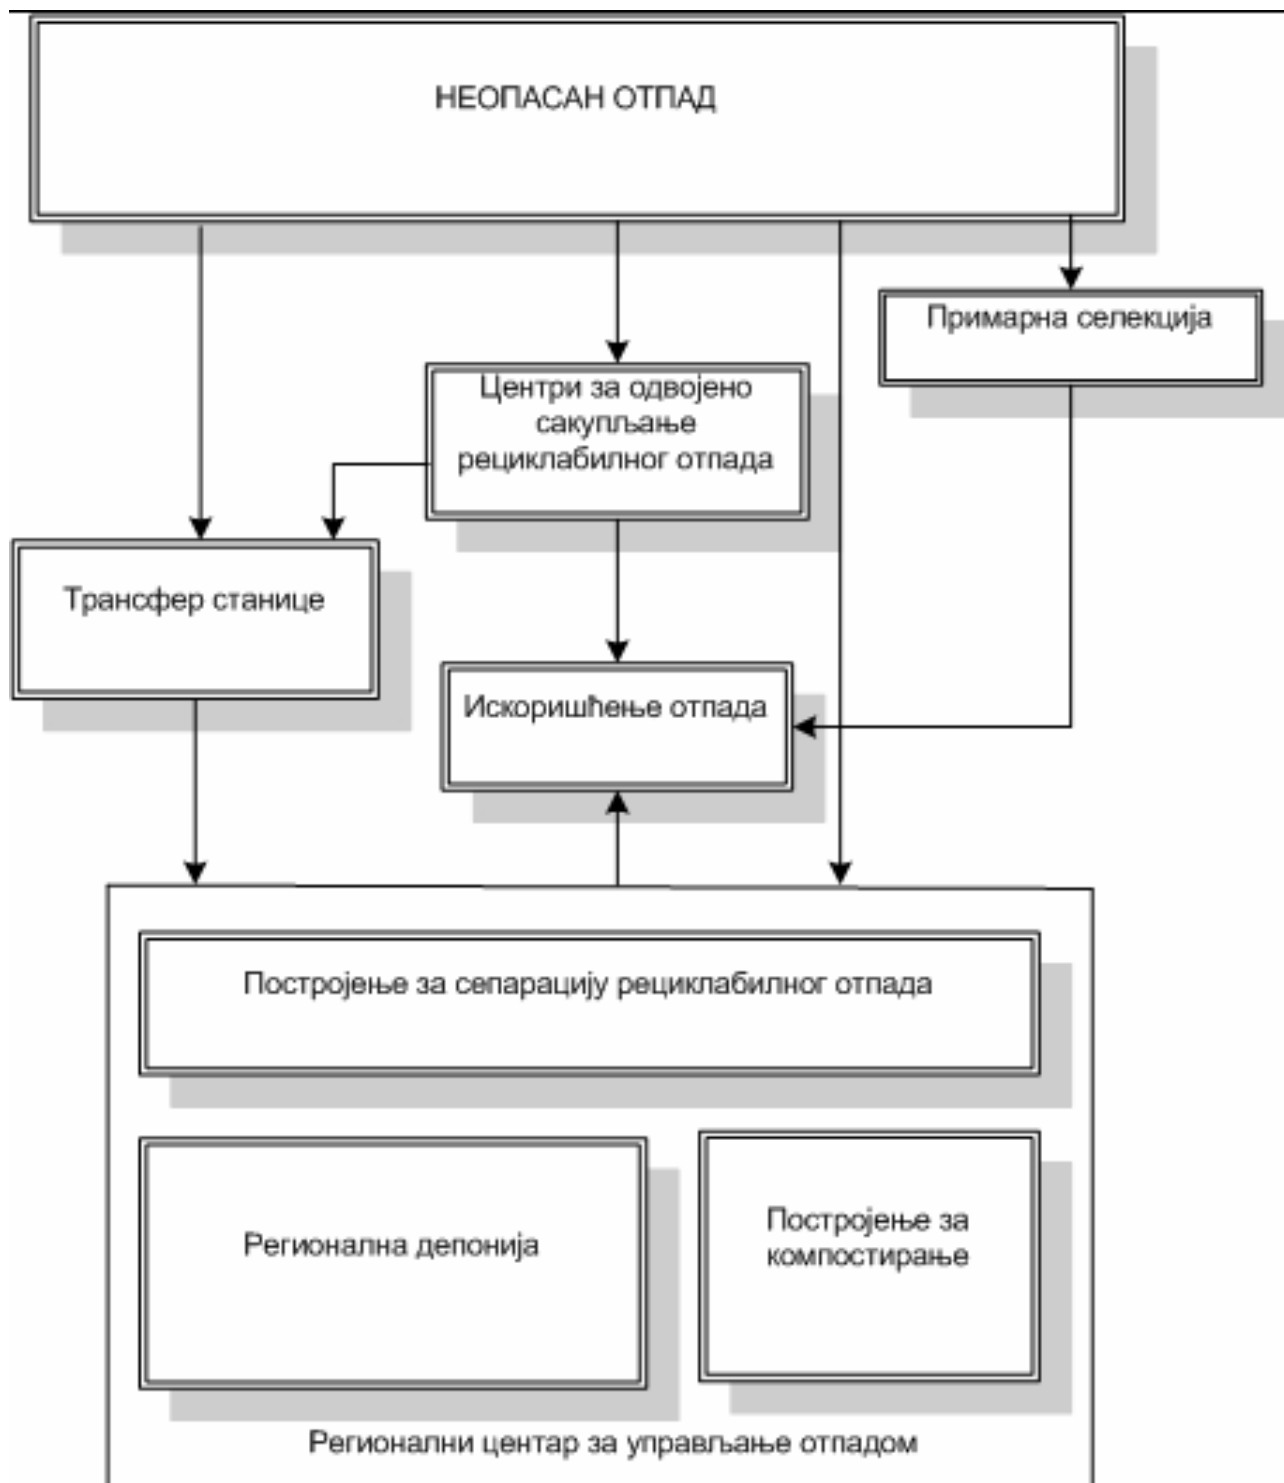 НЕОПАСАН ОТПАД
Примарна селекција
Центри за одвојено
сакупљање
рециклабилног отпада
Трансфер станице
Искоришћење отпада
Постројење за сепарацију рециклабилног отпада
Регионална депонија
Постројење за
компостирање
Регионални центар за управљање отпадом